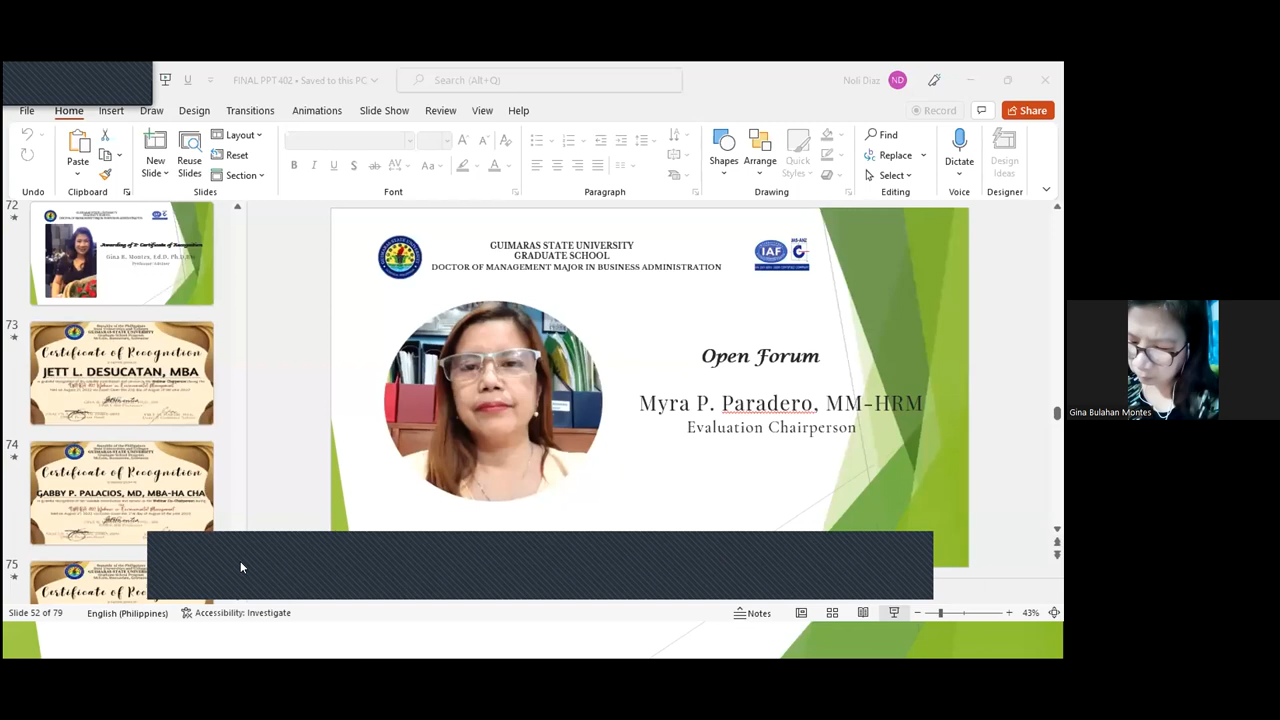 FINAL PPT 402 • Saved to this PC
Search (Alt+Q)
Noli Diaz
ND
File
Home
Insert
Draw
Design
Transitions
Animations
Slide Show
Review
View
Help
Record
Share
Paste
New
Slide
Reuse
Slides
Layout
Reset
Section
Shapes
Arrange
Quick
Styles
Find
Replace
Select
Dictate
Design
Ideas
Undo
Clipboard
Slides
Font
Paragraph
Drawing
Editing
Voice
Designer
72
73
Certificate of Recognition
JETT L. DESUCATAN, MBA
74
Certificate of Recognition
GABBY P. PALACIOS, MD, MBA-HA CHA
75
Certificate of Recognition
GUIMARAS STATE UNIVERSITY
GRADUATE SCHOOL
DOCTOR OF MANAGEMENT MAJOR IN BUSINESS ADMINISTRATION
IAF
Open Forum
Myra P. Paradero, MM-HRM
Evaluation Chairperson
Gina Bulahan Montes
Slide 52 of 79
English (Philippines)
Accessibility: Investigate
Notes
43%